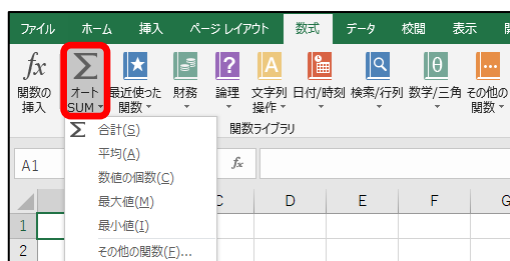 ファイル ホーム 挿入 ページ レイアウト 数式 データ 校閲 表示
fx Σ ? A θ ...
関数の オート 最近使った 財務 論理 文字列 日付/時刻 検索/行列 数学/三角 その他の
挿入 SUM 関数 操作 関数
関数ライブラリ
Σ 合計(S)
平均(A)
A1 fx
数値の個数(C)
最大値(M)
C D E F G
最小値(I)
1
その他の関数(F)...
2